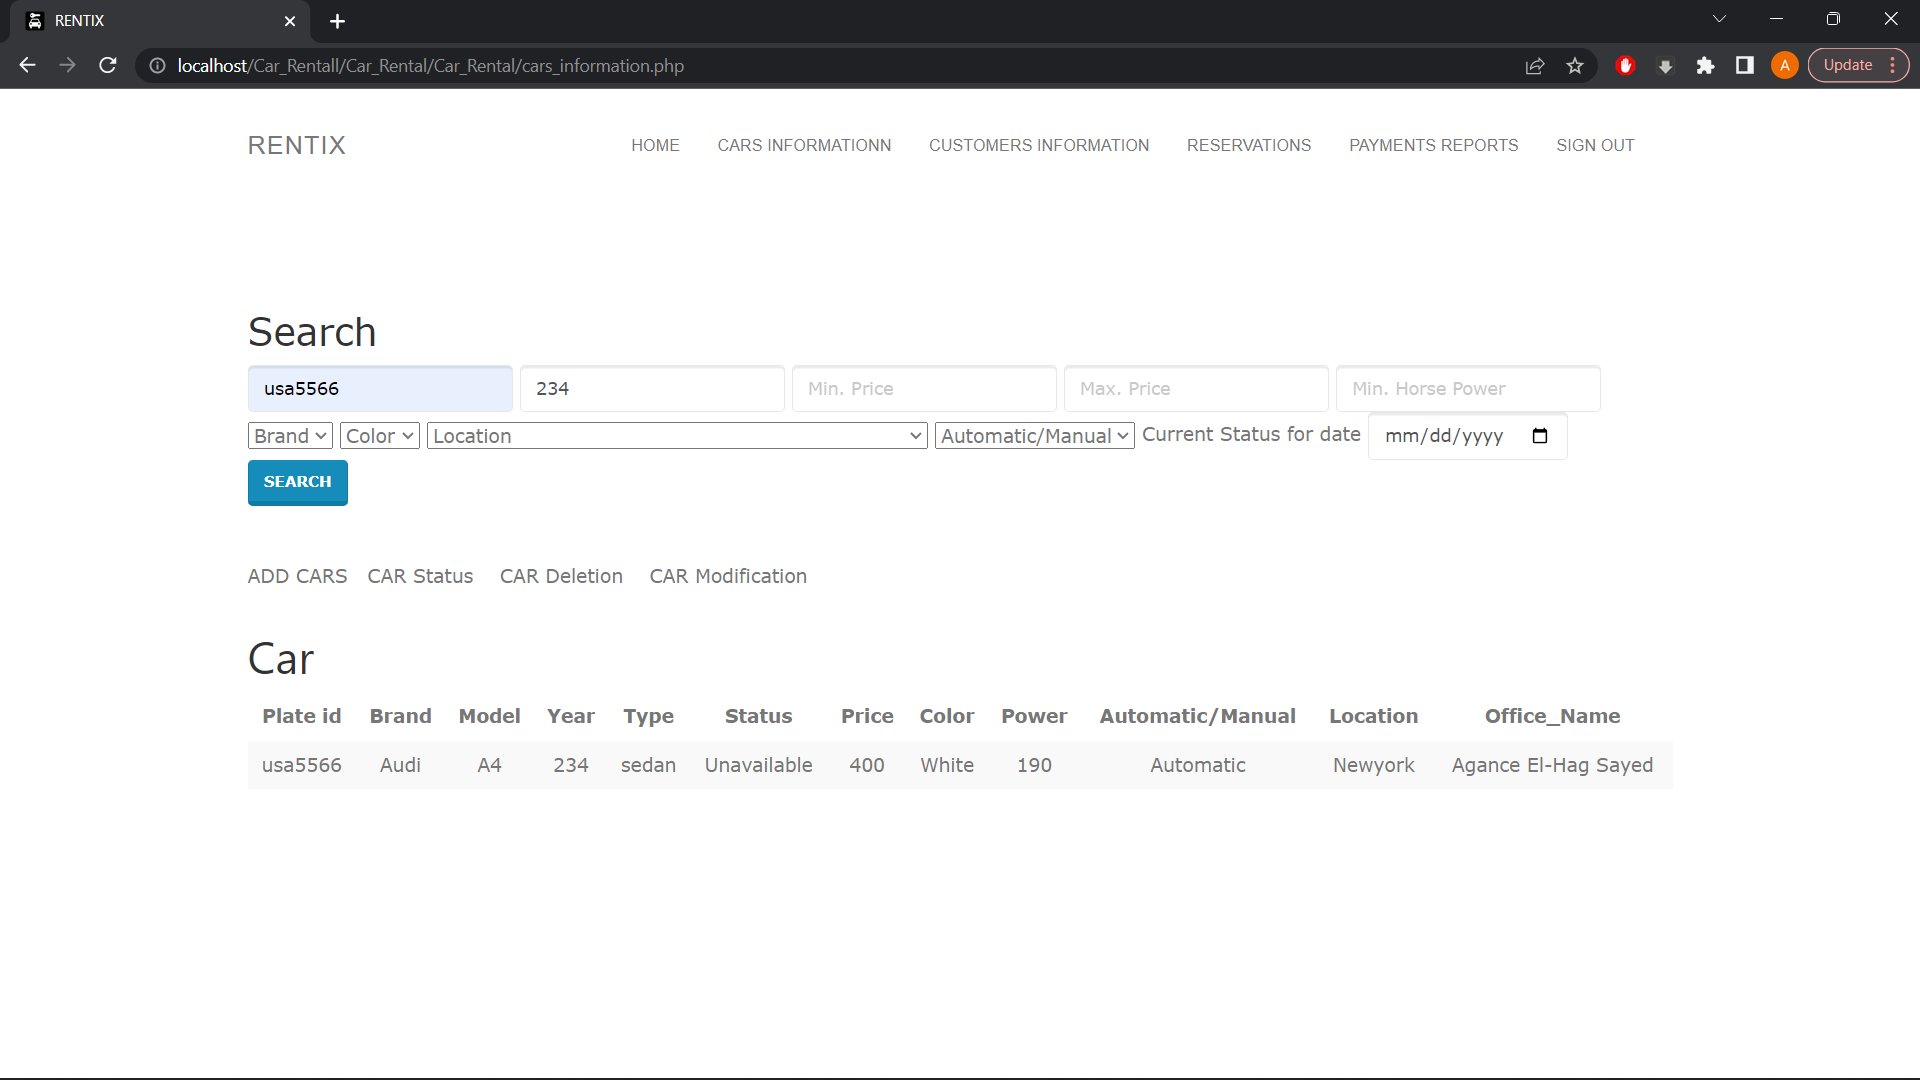 RENTIX
localhost/Car_Rentall/Car_Rental/Car_Rental/cars_information.php A Update
RENTIX HOME CARS INFORMATIONN CUSTOMERS INFORMATION RESERVATIONS PAYMENTS REPORTS SIGN OUT
Search
usa5566 234 Min. Price Max. Price Min. Horse Power
Brand Color Location Automatic/Manual Current Status for date mm/dd/yyyy
SEARCH
ADD CARS CAR Status CAR Deletion CAR Modification
Car
Plate id Brand Model Year Type Status Price Color Power Automatic/Manual Location Office_Name
usa5566 Audi A4 234 sedan Unavailable 400 White 190 Automatic Newyork Agance El-Hag Sayed